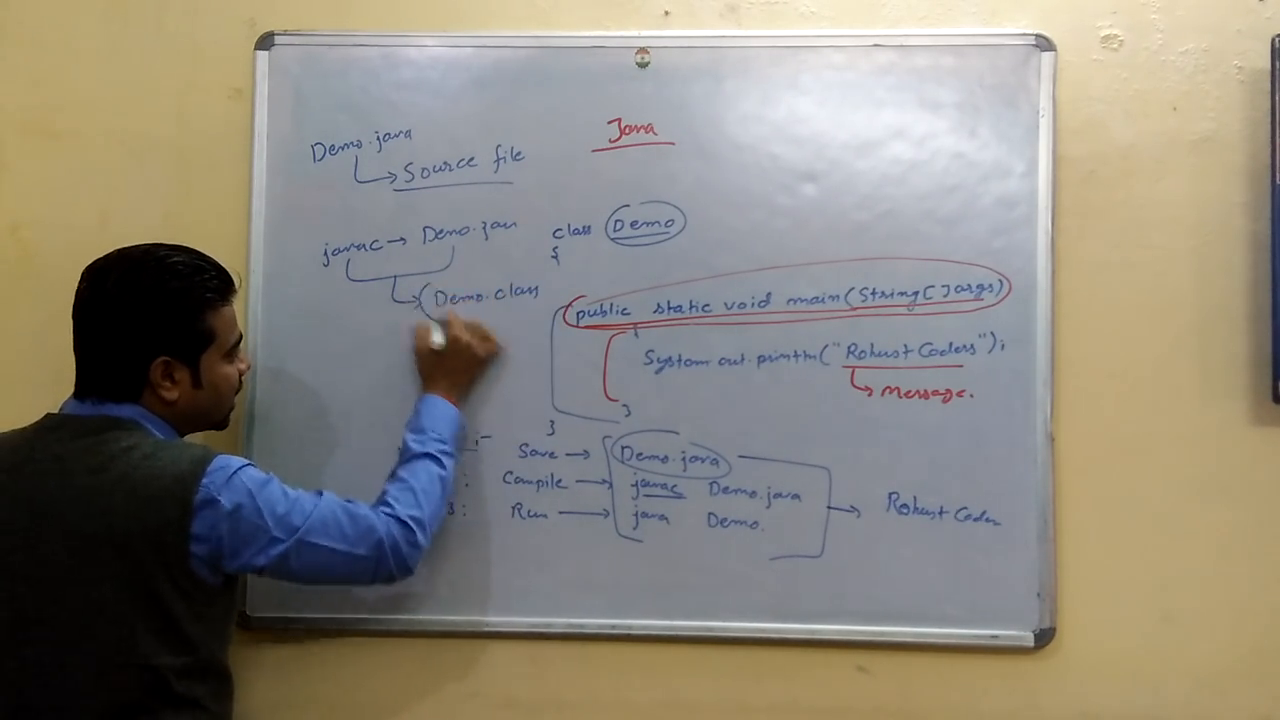 Java
Demo.java
Source file
javac → Demo.java
Demo.class
class Demo
{
public static void main(String[]args)
{
System.out.println("Robust Coders");
message.
}
}
Save → Demo.java
: Compile → javac Demo.java
3: Run → java Demo.
Robust Coder